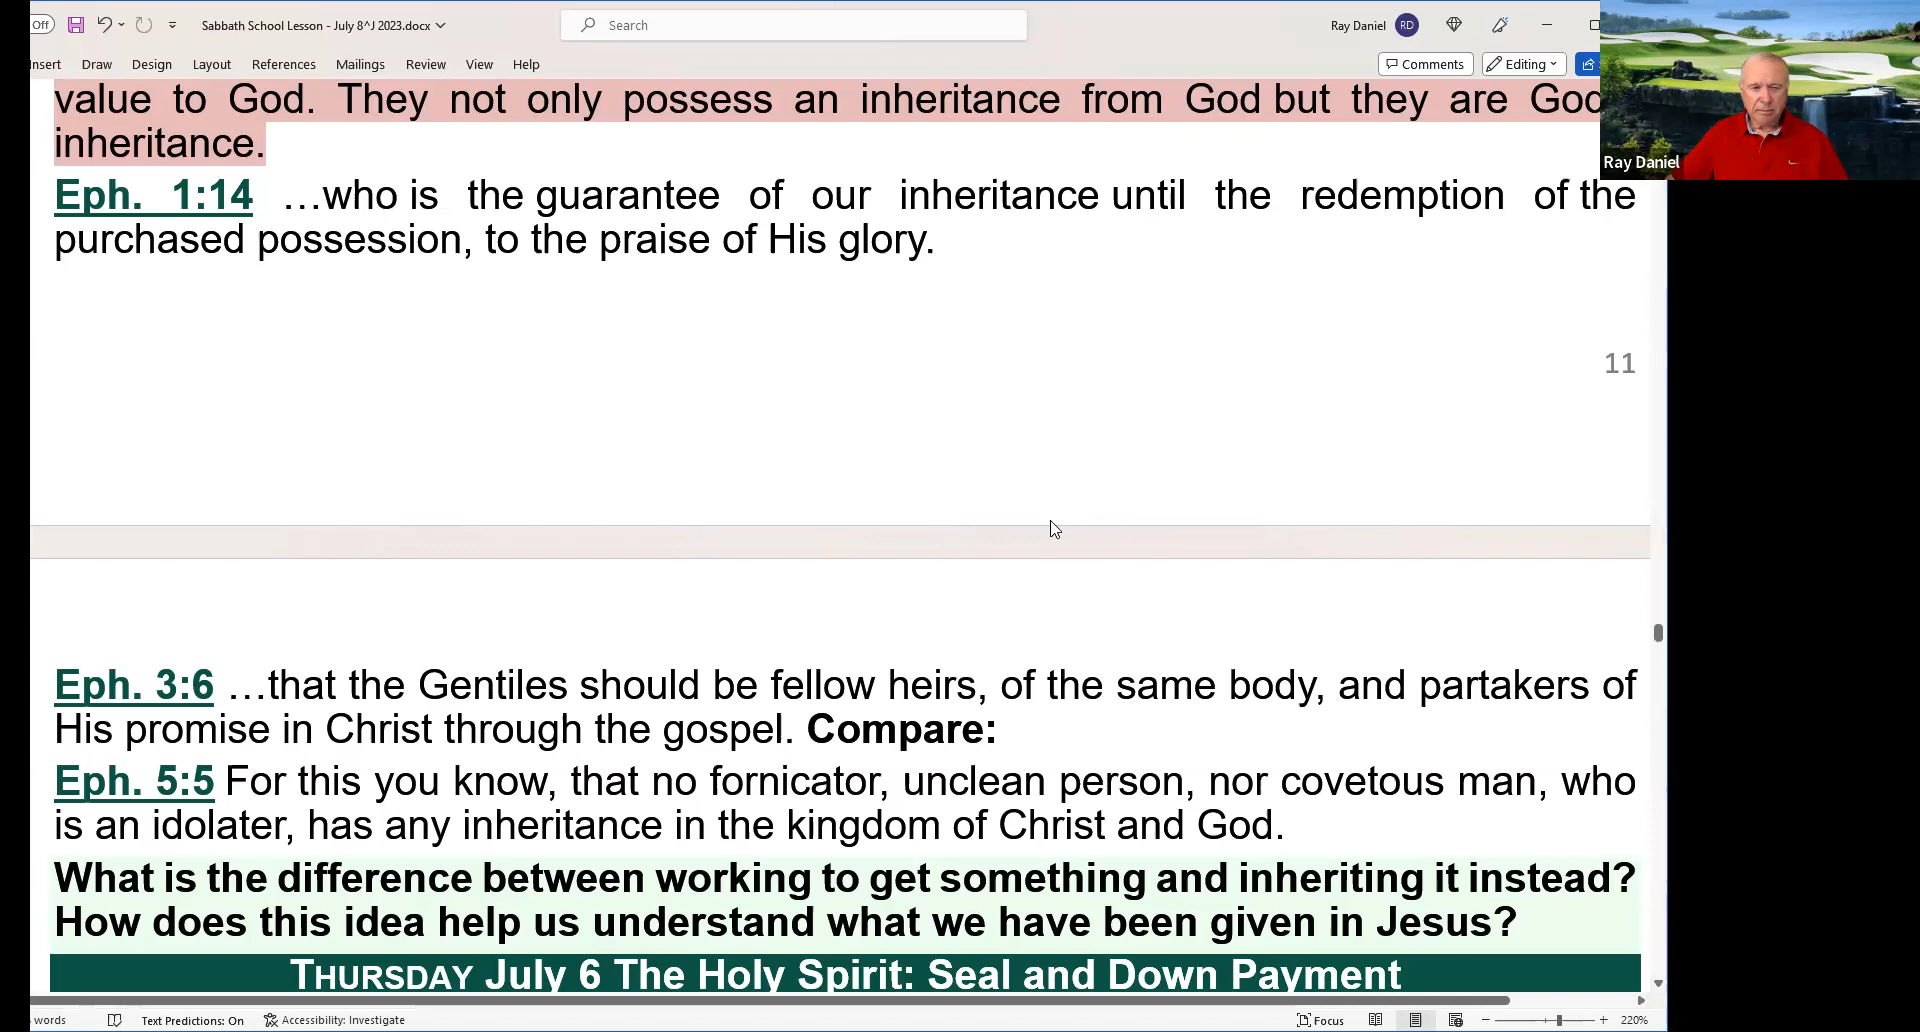 Off
Sabbath School Lesson - July 8^J 2023.docx
Search
Ray Daniel RD
Insert Draw Design Layout References Mailings Review View Help
Comments Editing
value to God. They not only possess an inheritance from God but they are
inheritance.
Ray Daniel
Eph. 1:14 …who is the guarantee of our inheritance until the redemption of the
purchased possession, to the praise of His glory.
11
Eph. 3:6 …that the Gentiles should be fellow heirs, of the same body, and partakers of
His promise in Christ through the gospel. Compare:
Eph. 5:5 For this you know, that no fornicator, unclean person, nor covetous man, who
is an idolater, has any inheritance in the kingdom of Christ and God.
What is the difference between working to get something and inheriting it instead?
How does this idea help us understand what we have been given in Jesus?
THURSDAY July 6 The Holy Spirit: Seal and Down Payment
words Text Predictions: On Accessibility: Investigate Focus 220%